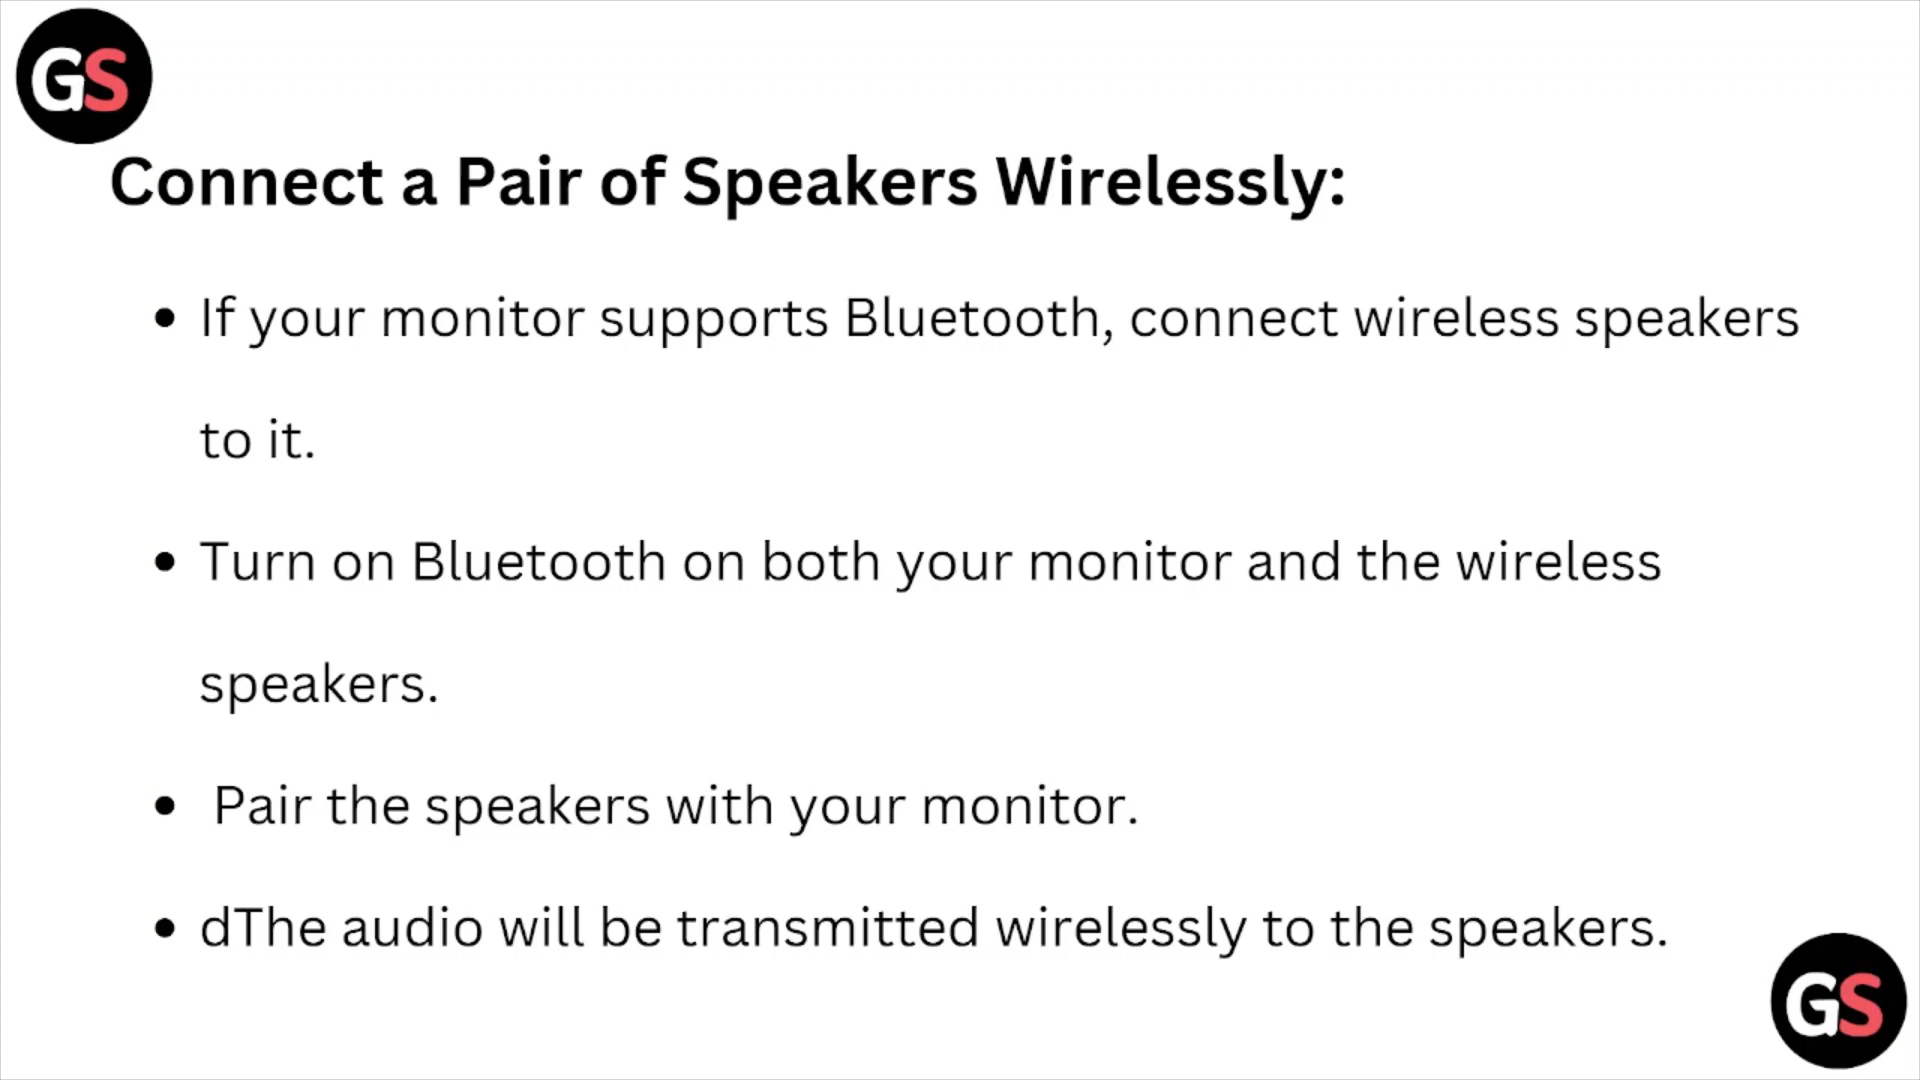 GS
Connect a Pair of Speakers Wirelessly:
• If your monitor supports Bluetooth, connect wireless speakers
to it.
• Turn on Bluetooth on both your monitor and the wireless
speakers.
• Pair the speakers with your monitor.
• dThe audio will be transmitted wirelessly to the speakers.
GS